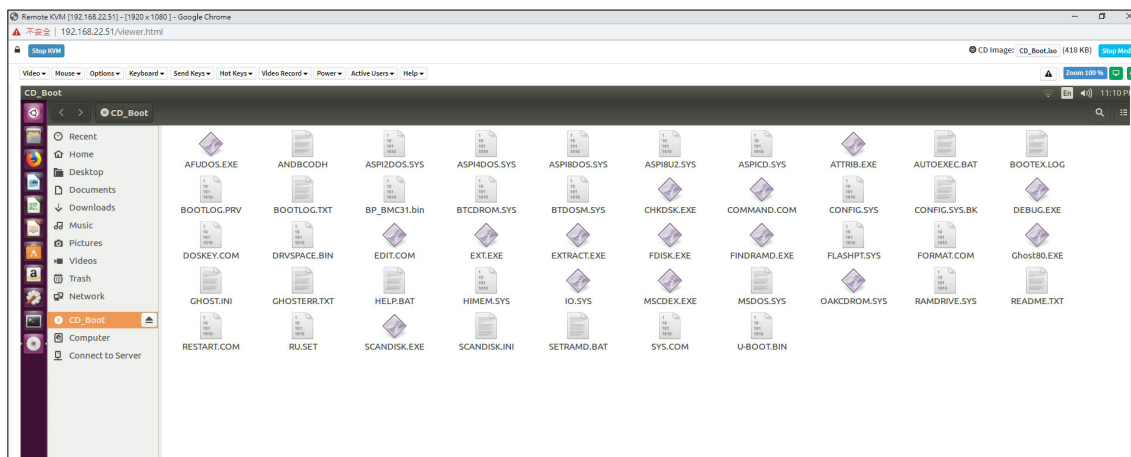 Remote KVM [192.168.22.51] - [1920 x 1080 ] - Google Chrome
不安全 | 192.168.22.51/viewer.html
Stop KVM
CD Image: CD_Boot.iso (418 KB) Stop Med
Video Mouse Options Keyboard Send Keys Hot Keys Video Record Power Active Users Help
Zoom 100 %
CD_Boot
En 11:10 P
CD_Boot
Recent
Home
Desktop
Documents
Downloads
Music
Pictures
Videos
Trash
Network
CD_Boot
Computer
Connect to Server
AFUDOS.EXE ANDBCODH ASPI2DOS.SYS ASPI4DOS.SYS ASPI8DOS.SYS ASPI8U2.SYS ASPICD.SYS ATTRIB.EXE AUTOEXEC.BAT BOOTEX.LOG
BOOTLOG.PRV BOOTLOG.TXT BP_BMC31.bin BTCDROM.SYS BTDOSM.SYS CHKDSK.EXE COMMAND.COM CONFIG.SYS CONFIG.SYS.BK DEBUG.EXE
DOSKEY.COM DRVSPACE.BIN EDIT.COM EXT.EXE EXTRACT.EXE FDISK.EXE FINDRAMD.EXE FLASHPT.SYS FORMAT.COM Ghost80.EXE
GHOST.INI GHOSTERR.TXT HELP.BAT HIMEM.SYS IO.SYS MSCDEX.EXE MSDOS.SYS OAKCDROM.SYS RAMDRIVE.SYS README.TXT
RESTART.COM RU.SET SCANDISK.EXE SCANDISK.INI SETRAMD.BAT SYS.COM U-BOOT.BIN